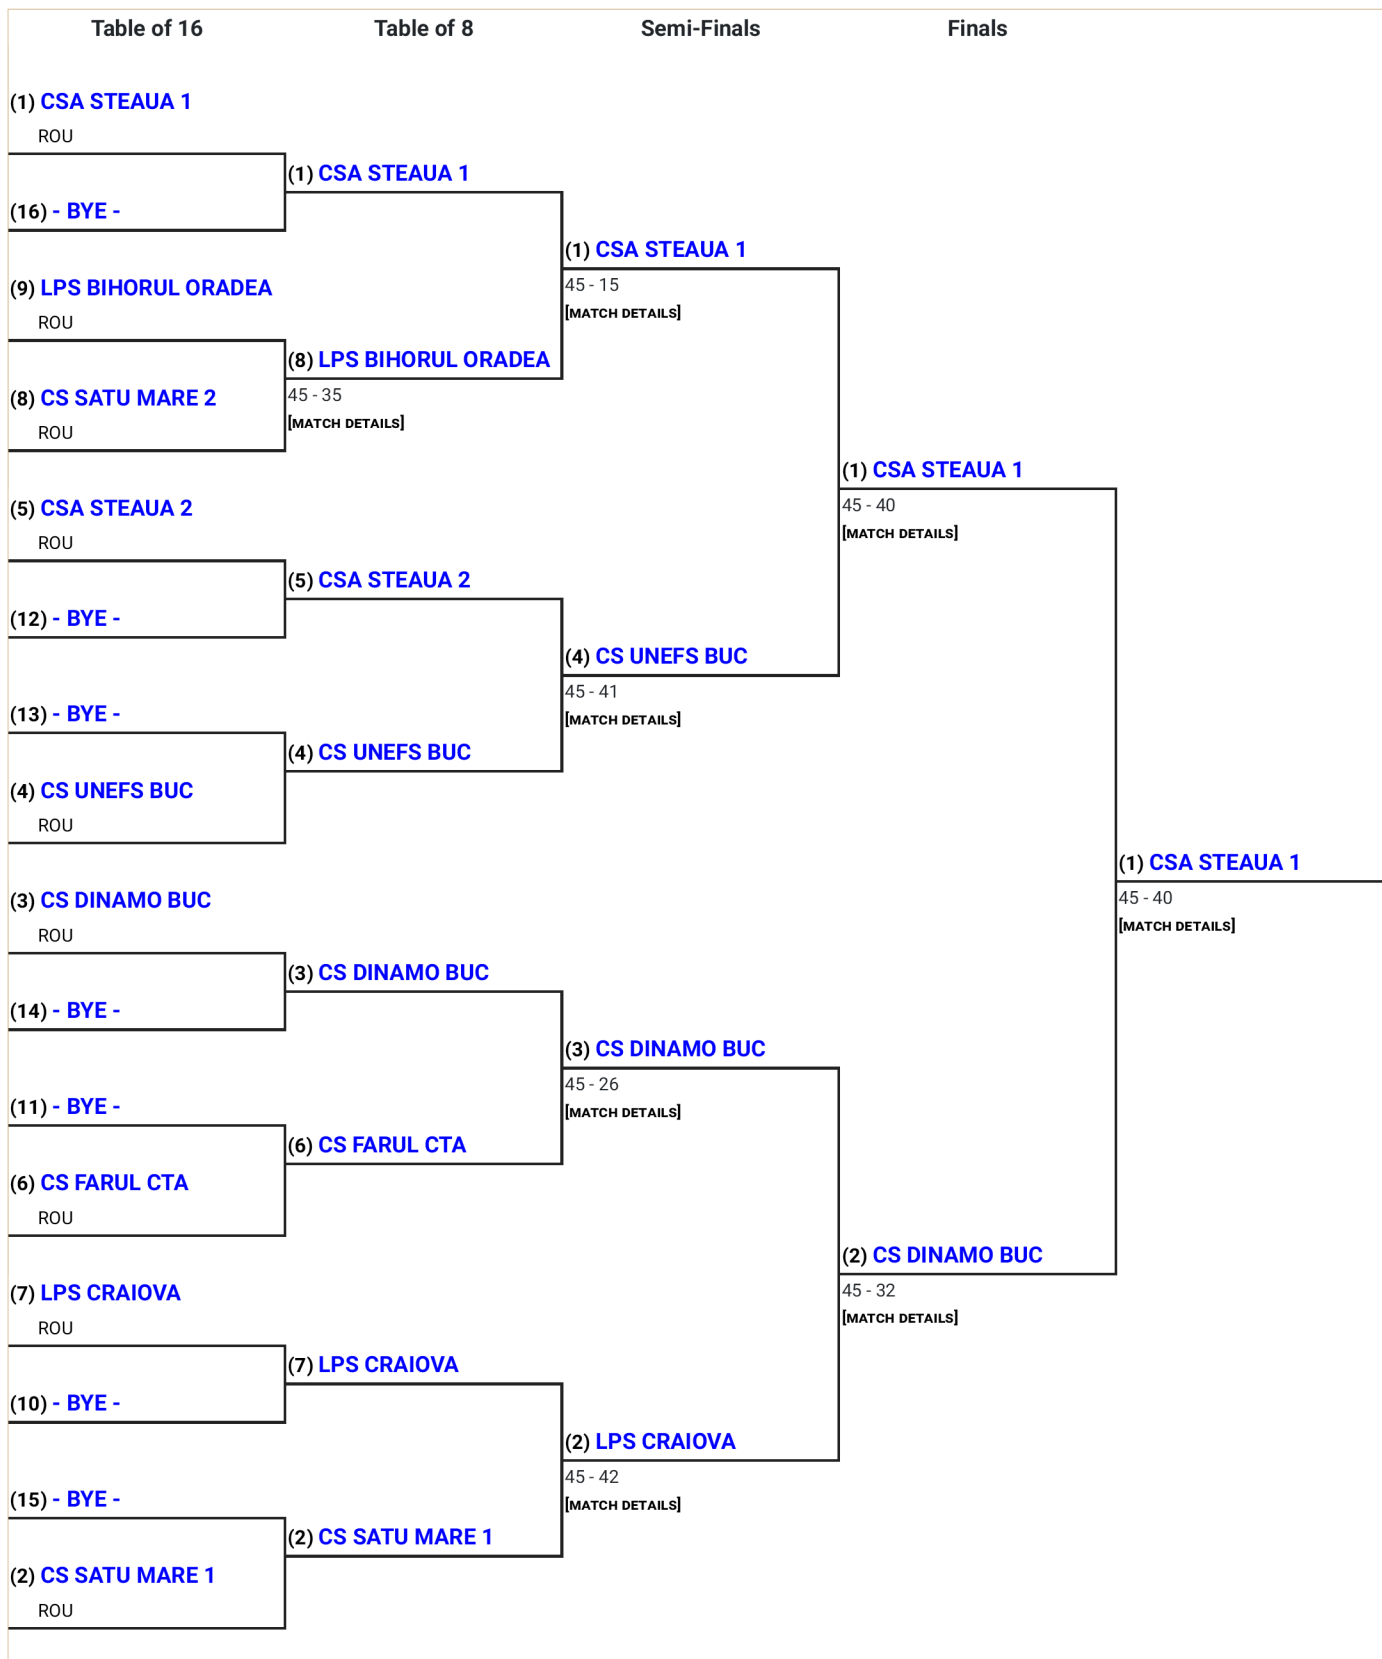 Table of 16
Table of 8
Semi-Finals
Finals
(1) CSA STEAUA 1
ROU
(16) - BYE -
(9) LPS BIHORUL ORADEA
ROU
(8) CS SATU MARE 2
ROU
(5) CSA STEAUA 2
ROU
(12) - BYE -
(13) - BYE -
(4) CS UNEFS BUC
ROU
(3) CS DINAMO BUC
ROU
(14) - BYE -
(11) - BYE -
(6) CS FARUL CTA
ROU
(7) LPS CRAIOVA
ROU
(10) - BYE -
(15) - BYE -
(2) CS SATU MARE 1
ROU
(1) CSA STEAUA 1
(8) LPS BIHORUL ORADEA
45 - 35
[MATCH DETAILS]
(5) CSA STEAUA 2
(4) CS UNEFS BUC
(3) CS DINAMO BUC
(6) CS FARUL CTA
(7) LPS CRAIOVA
(2) CS SATU MARE 1
(1) CSA STEAUA 1
45 - 15
[MATCH DETAILS]
(4) CS UNEFS BUC
45 - 41
[MATCH DETAILS]
(3) CS DINAMO BUC
45 - 26
[MATCH DETAILS]
(2) LPS CRAIOVA
45 - 42
[MATCH DETAILS]
(1) CSA STEAUA 1
45 - 40
[MATCH DETAILS]
(2) CS DINAMO BUC
45 - 32
[MATCH DETAILS]
(1) CSA STEAUA 1
45 - 40
[MATCH DETAILS]